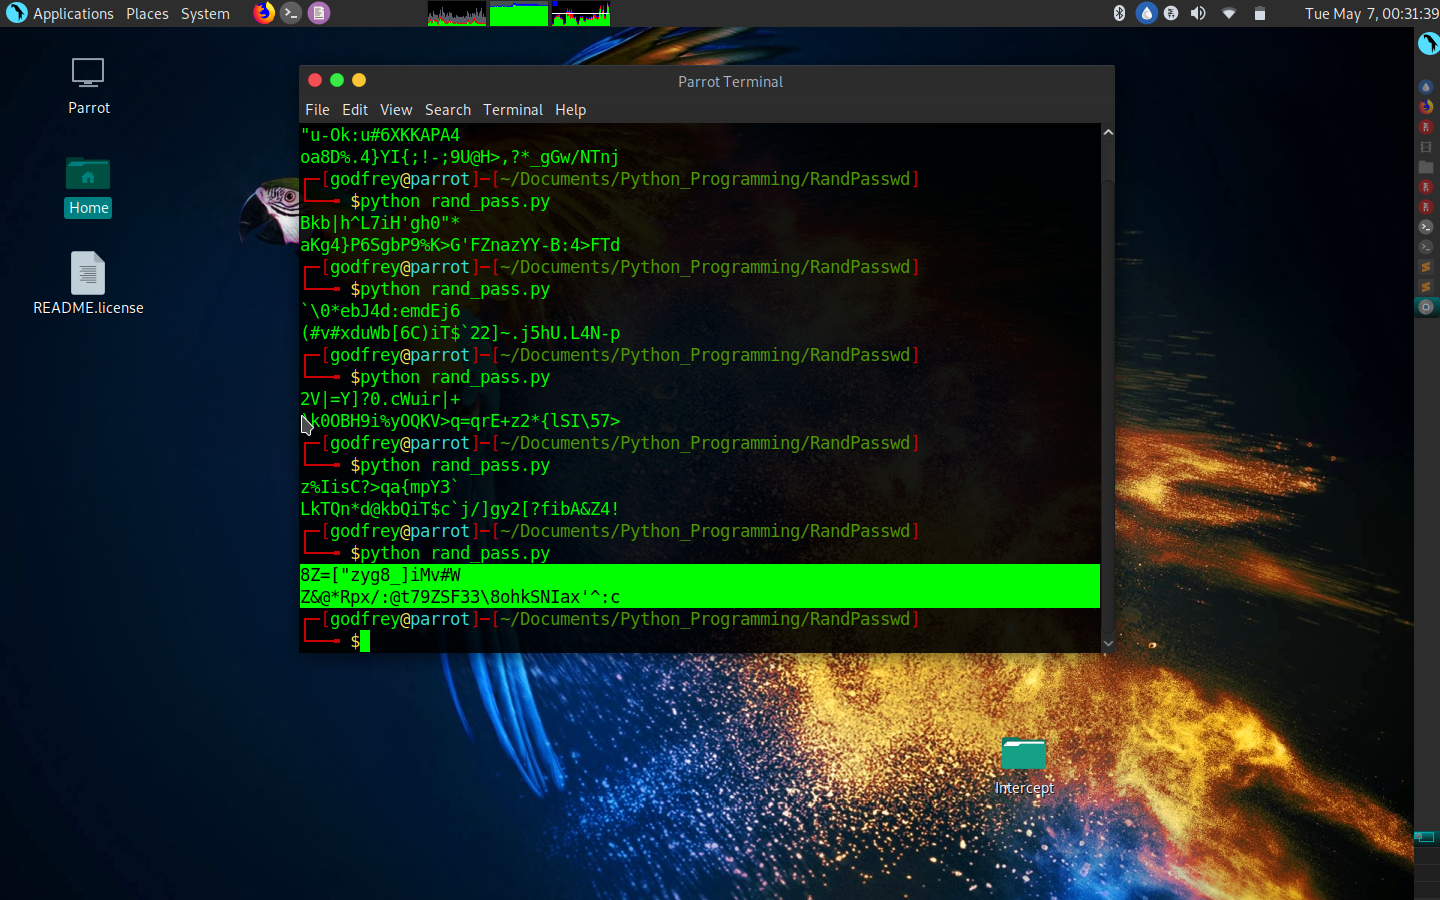 Applications Places System
Tue May 7, 00:31:39
Parrot
Home
README.license
Parrot Terminal
File Edit View Search Terminal Help
"u-Ok:u#6XKKAPA4
oa8D%.4}YI{;!-;9U@H>,?*_gGw/NTnj
┌─[godfrey@parrot]─[~/Documents/Python_Programming/RandPasswd]
└──╼ $python rand_pass.py
Bkb|h^L7iH'gh0"*
aKg4}P6SgbP9%K>G'FZnazYY-B:4>FTd
┌─[godfrey@parrot]─[~/Documents/Python_Programming/RandPasswd]
└──╼ $python rand_pass.py
`\0*ebJ4d:emdEj6
(#v#xduWb[6C)iT$`22]~.j5hU.L4N-p
┌─[godfrey@parrot]─[~/Documents/Python_Programming/RandPasswd]
└──╼ $python rand_pass.py
2V|=Y]?0.cWuir|+
k0OBH9i%yOQKV>q=qrE+z2*{lSI\57>
┌─[godfrey@parrot]─[~/Documents/Python_Programming/RandPasswd]
└──╼ $python rand_pass.py
z%IisC?>qa{mpY3`
LkTQn*d@kbQiT$c`j/]gy2[?fibA&Z4!
┌─[godfrey@parrot]─[~/Documents/Python_Programming/RandPasswd]
└──╼ $python rand_pass.py
8Z=["zyg8_]iMv#W
Z&@*Rpx/:@t79ZSF33\8ohkSNIax'^:c
┌─[godfrey@parrot]─[~/Documents/Python_Programming/RandPasswd]
└──╼ $
Intercept